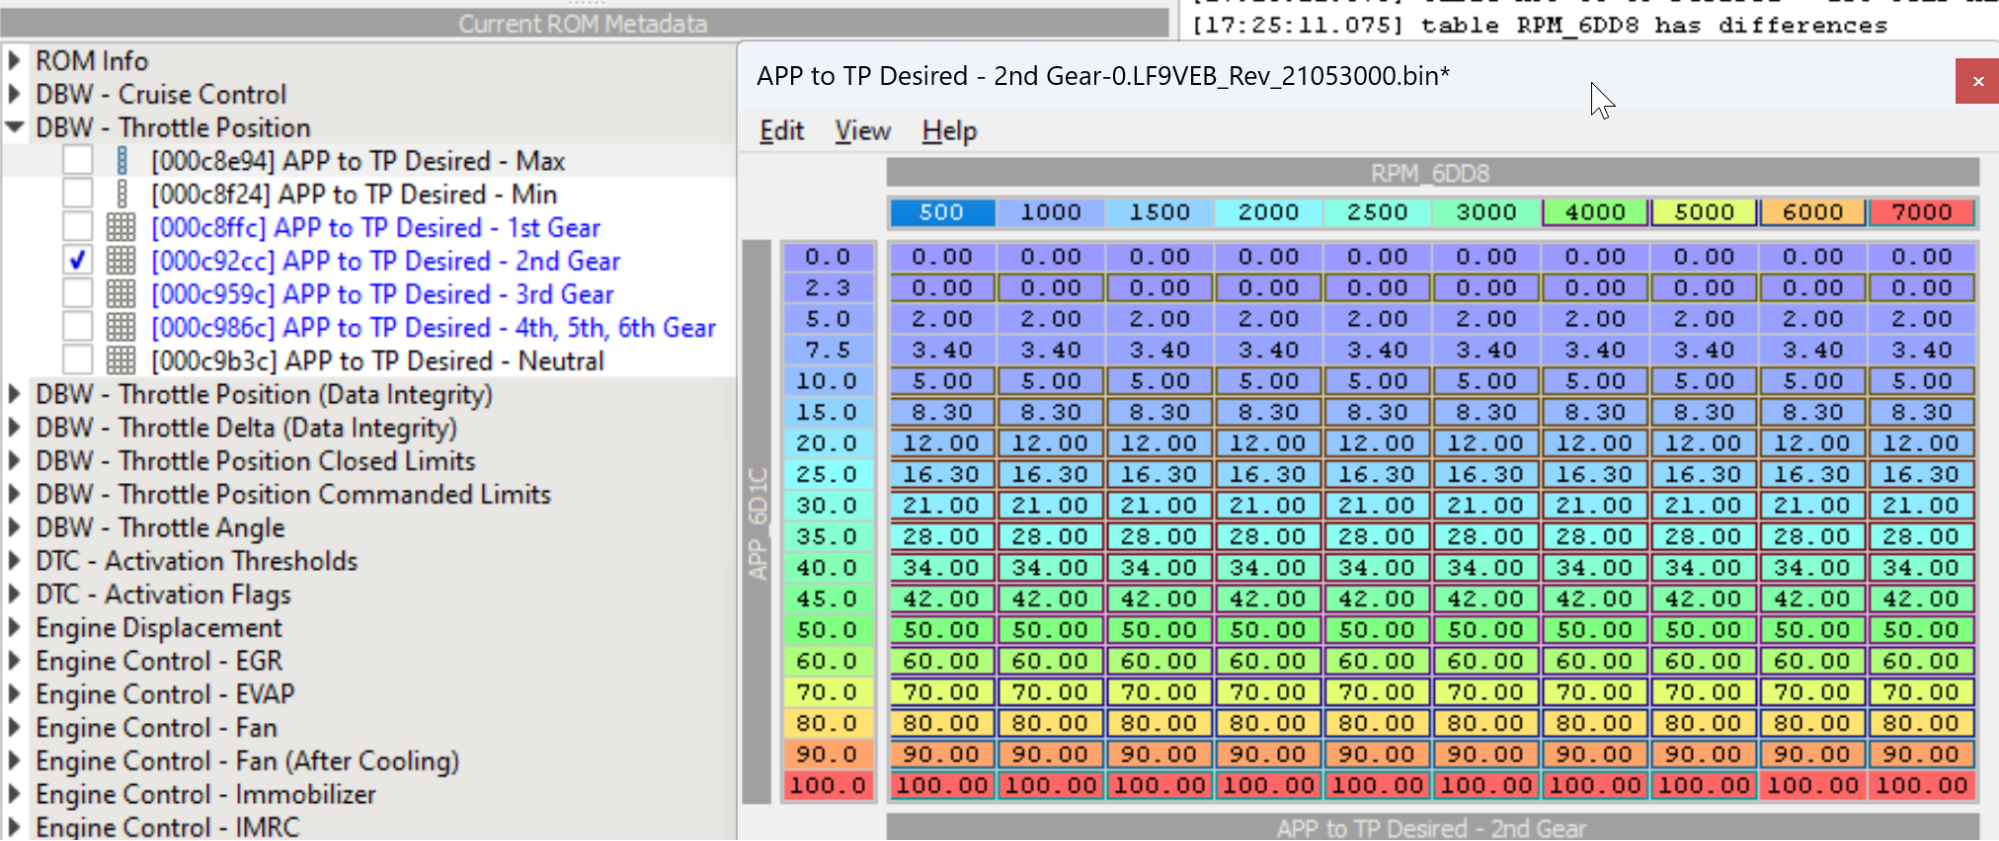 Current ROM Metadata
[17:25:11.075] table RPM_6DD8 has differences
ROM Info
DBW - Cruise Control
DBW - Throttle Position
[000c8e94] APP to TP Desired - Max
[000c8f24] APP to TP Desired - Min
[000c8ffc] APP to TP Desired - 1st Gear
[000c92cc] APP to TP Desired - 2nd Gear
[000c959c] APP to TP Desired - 3rd Gear
[000c986c] APP to TP Desired - 4th, 5th, 6th Gear
[000c9b3c] APP to TP Desired - Neutral
DBW - Throttle Position (Data Integrity)
DBW - Throttle Delta (Data Integrity)
DBW - Throttle Position Closed Limits
DBW - Throttle Position Commanded Limits
DBW - Throttle Angle
DTC - Activation Thresholds
DTC - Activation Flags
Engine Displacement
Engine Control - EGR
Engine Control - EVAP
Engine Control - Fan
Engine Control - Fan (After Cooling)
Engine Control - Immobilizer
Engine Control - IMRC
APP to TP Desired - 2nd Gear-0.LF9VEB_Rev_21053000.bin*
x
Edit View Help
RPM_6DD8
500 1000 1500 2000 2500 3000 4000 5000 6000 7000
APP_6D1C
0.0 0.00 0.00 0.00 0.00 0.00 0.00 0.00 0.00 0.00 0.00
2.3 0.00 0.00 0.00 0.00 0.00 0.00 0.00 0.00 0.00 0.00
5.0 2.00 2.00 2.00 2.00 2.00 2.00 2.00 2.00 2.00 2.00
7.5 3.40 3.40 3.40 3.40 3.40 3.40 3.40 3.40 3.40 3.40
10.0 5.00 5.00 5.00 5.00 5.00 5.00 5.00 5.00 5.00 5.00
15.0 8.30 8.30 8.30 8.30 8.30 8.30 8.30 8.30 8.30 8.30
20.0 12.00 12.00 12.00 12.00 12.00 12.00 12.00 12.00 12.00 12.00
25.0 16.30 16.30 16.30 16.30 16.30 16.30 16.30 16.30 16.30 16.30
30.0 21.00 21.00 21.00 21.00 21.00 21.00 21.00 21.00 21.00 21.00
35.0 28.00 28.00 28.00 28.00 28.00 28.00 28.00 28.00 28.00 28.00
40.0 34.00 34.00 34.00 34.00 34.00 34.00 34.00 34.00 34.00 34.00
45.0 42.00 42.00 42.00 42.00 42.00 42.00 42.00 42.00 42.00 42.00
50.0 50.00 50.00 50.00 50.00 50.00 50.00 50.00 50.00 50.00 50.00
60.0 60.00 60.00 60.00 60.00 60.00 60.00 60.00 60.00 60.00 60.00
70.0 70.00 70.00 70.00 70.00 70.00 70.00 70.00 70.00 70.00 70.00
80.0 80.00 80.00 80.00 80.00 80.00 80.00 80.00 80.00 80.00 80.00
90.0 90.00 90.00 90.00 90.00 90.00 90.00 90.00 90.00 90.00 90.00
100.0 100.00 100.00 100.00 100.00 100.00 100.00 100.00 100.00 100.00 100.00
APP to TP Desired - 2nd Gear